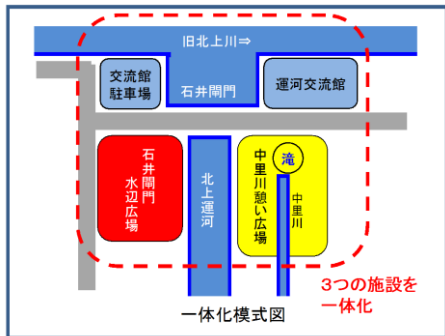 旧北上川⇒
交流館
駐車場
石井閘門
運河交流館
石井閘門
水辺広場
北上運河
中里川憩い広場
滝
中里川
3つの施設を
一体化
一体化模式図